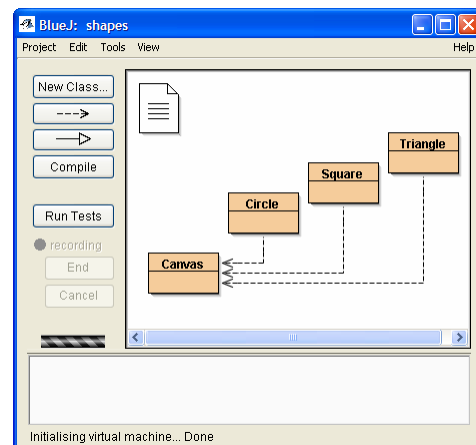 BlueJ: shapes
Project Edit Tools View Help
New Class...
Compile
Run Tests
recording
End
Cancel
Triangle
Square
Circle
Canvas
Initialising virtual machine... Done